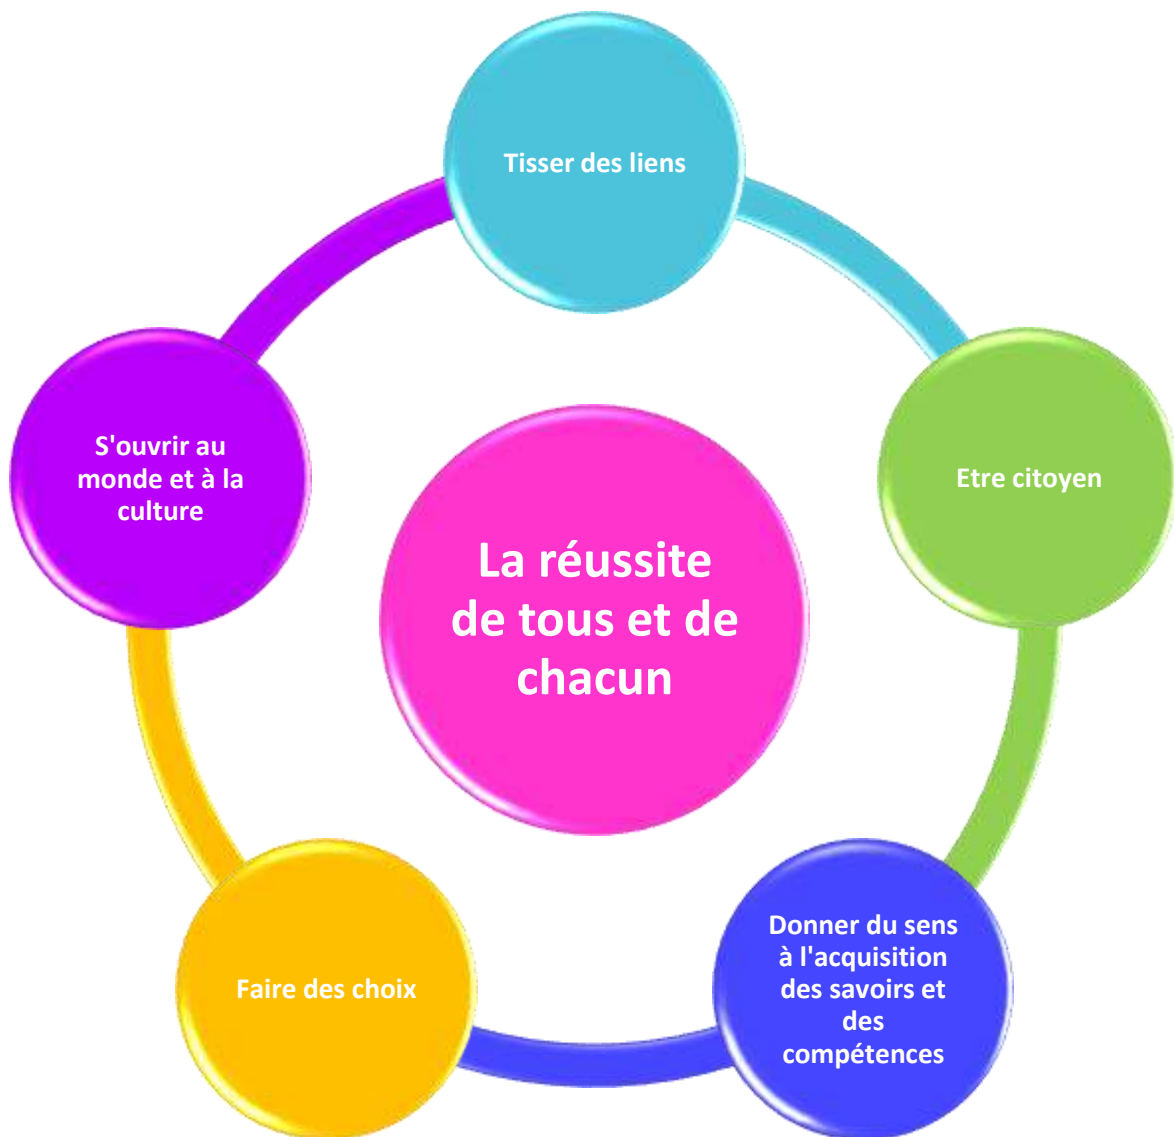 Tisser des liens
S'ouvrir au
monde et à la
culture
Etre citoyen
La réussite
de tous et de
chacun
Faire des choix
Donner du sens
à l'acquisition
des savoirs et
des
compétences